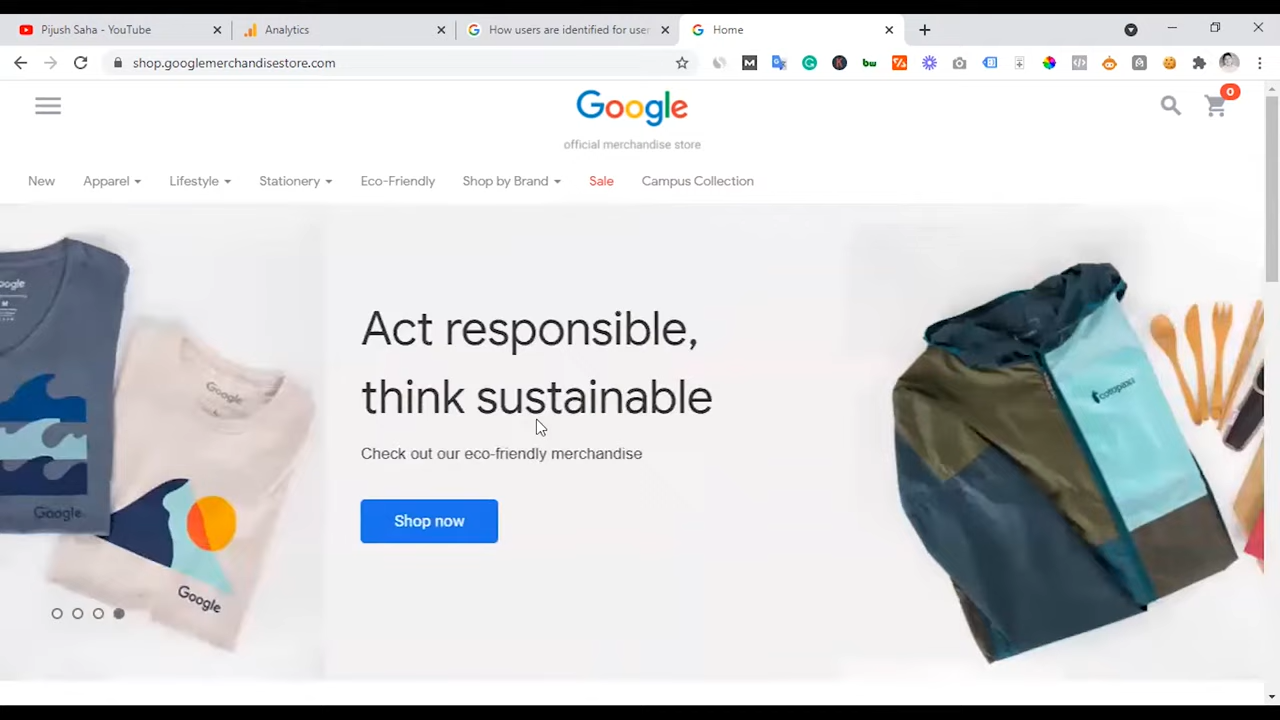 Pijush Saha - YouTube
Analytics
How users are identified for user
Home
shop.googlemerchandisestore.com
Google
0
official merchandise store
New
Apparel
Lifestyle
Stationery
Eco-Friendly
Shop by Brand
Sale
Campus Collection
Act responsible,
think sustainable
Check out our eco-friendly merchandise
Shop now
Google
Google
Google
cotopaxi